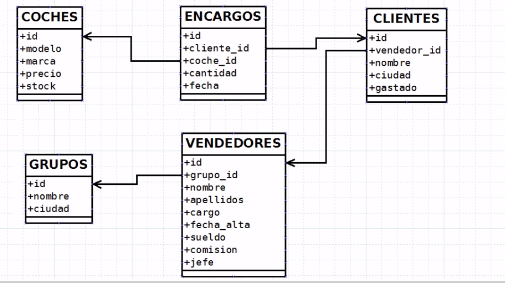 COCHES
+id
+modelo
+marca
+precio
+stock
ENCARGOS
+id
+cliente_id
+coche_id
+cantidad
+fecha
CLIENTES
+id
+vendedor_id
+nombre
+ciudad
+gastado
GRUPOS
+id
+nombre
+ciudad
VENDEDORES
+id
+grupo_id
+nombre
+apellidos
+cargo
+fecha_alta
+sueldo
+comision
+jefe